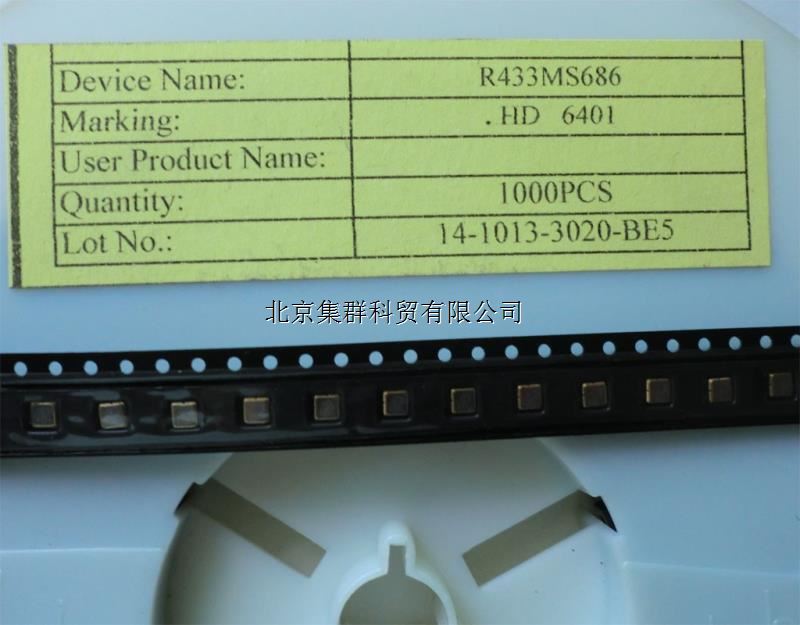 Device Name: R433MS686
Marking: . HD 6401
User Product Name:
Quantity: 1000PCS
Lot No.: 14-1013-3020-BE5
北京集群科贸有限公司